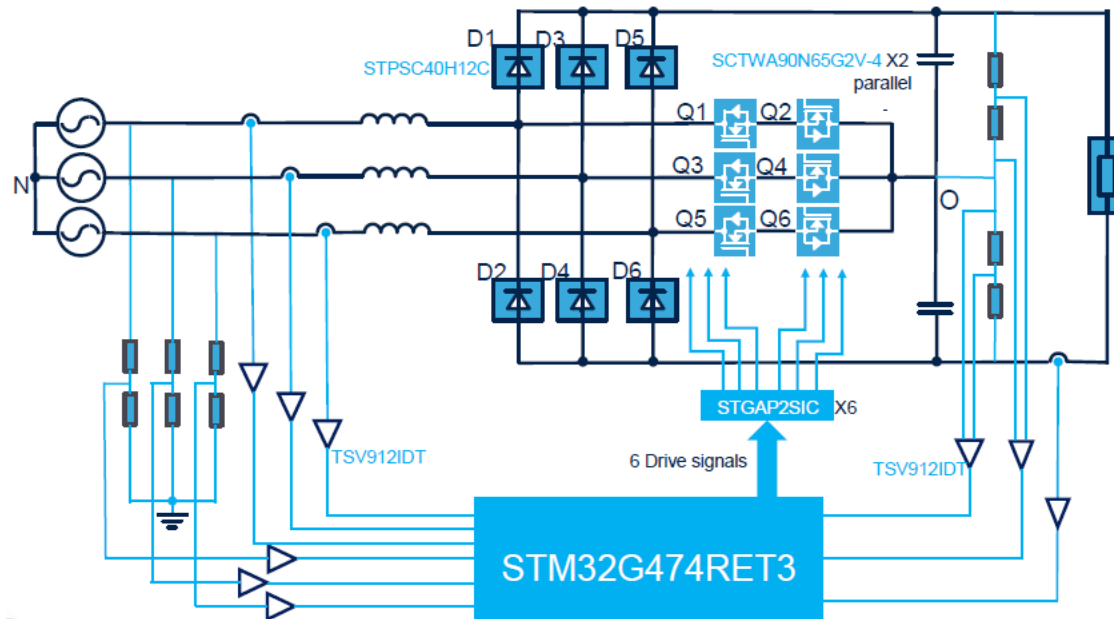 D1
D3
D5
STPSC40H12C
SCTWA90N65G2V-4 X2
parallel
-
Q1
Q2
N
Q3
Q4
O
Q5
Q6
D2
D4
D6
STGAP2SIC
X6
TSV912IDT
6 Drive signals
TSV912IDT
STM32G474RET3